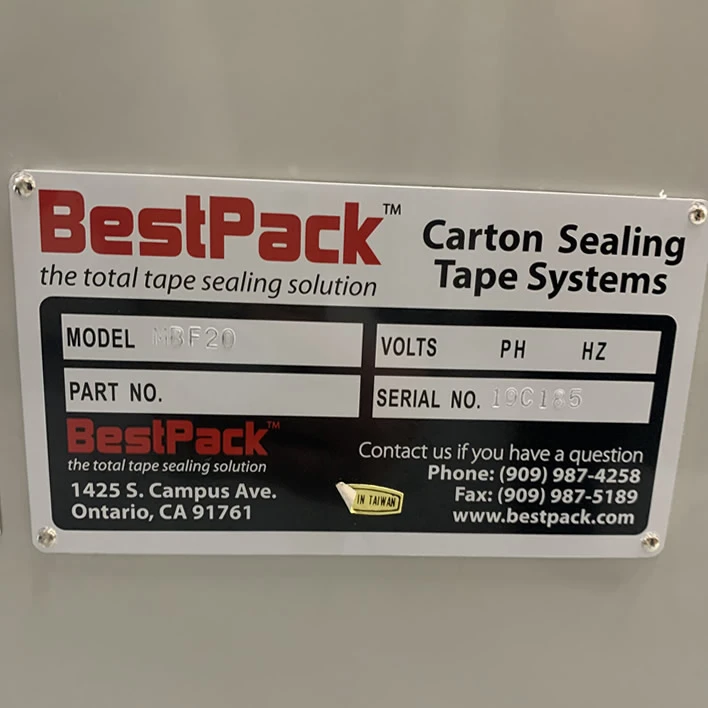 BestPack™
the total tape sealing solution
Carton Sealing
Tape Systems
MODEL MBF20
VOLTS PH HZ
PART NO.
SERIAL NO. 19C185
BestPack™
the total tape sealing solution
1425 S. Campus Ave.
Ontario, CA 91761
IN TAIWAN
Contact us if you have a question
Phone: (909) 987-4258
Fax: (909) 987-5189
www.bestpack.com